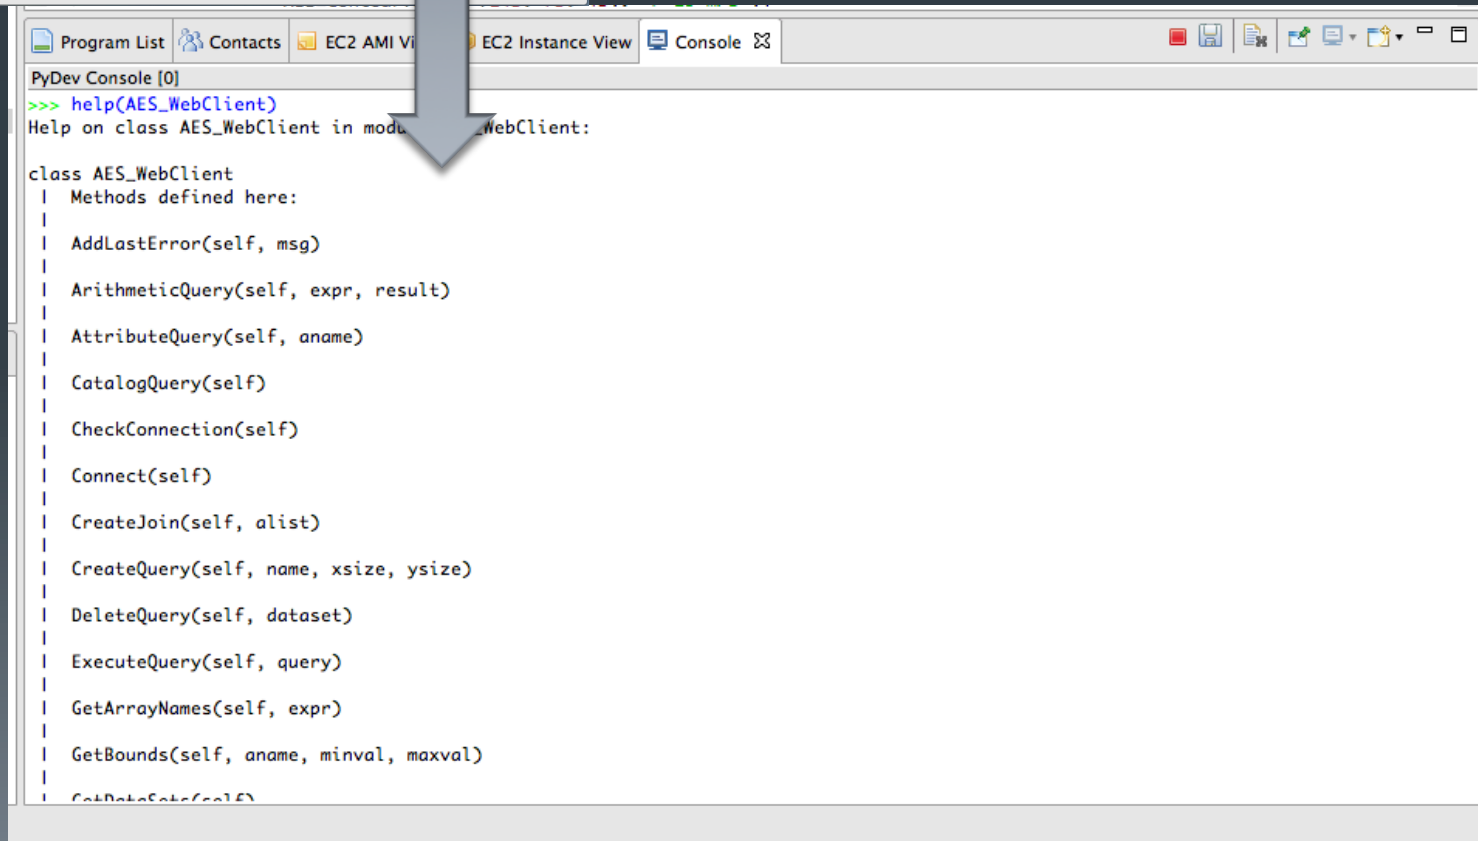 Program List Contacts EC2 AMI EC2 Instance View Console
PyDev Console [0]
>>> help(AES_WebClient)
Help on class AES_WebClient in WebClient:
class AES_WebClient
| Methods defined here:
|
| AddLastError(self, msg)
|
| ArithmeticQuery(self, expr, result)
|
| AttributeQuery(self, aname)
|
| CatalogQuery(self)
|
| CheckConnection(self)
|
| Connect(self)
|
| CreateJoin(self, alist)
|
| CreateQuery(self, name, xsize, ysize)
|
| DeleteQuery(self, dataset)
|
| ExecuteQuery(self, query)
|
| GetArrayNames(self, expr)
|
| GetBounds(self, aname, minval, maxval)
|
| GetDataSets(self)